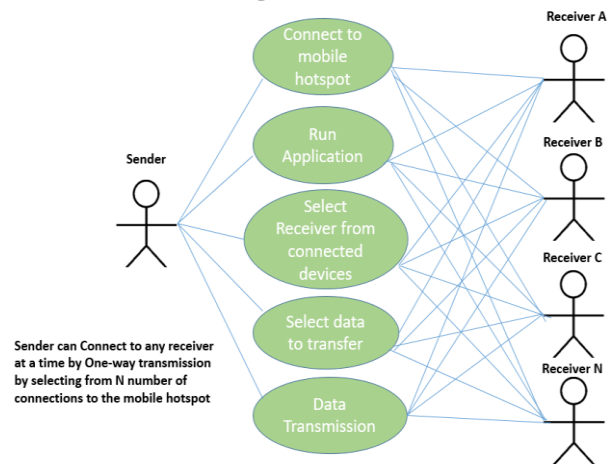 Receiver A
Connect to
mobile
hotspot
Run
Application
Receiver B
Sender
Select
Receiver from
connected
devices
Receiver C
Select data
to transfer
Sender can Connect to any receiver
at a time by One-way transmission
by selecting from N number of
connections to the mobile hotspot
Receiver N
Data
Transmission